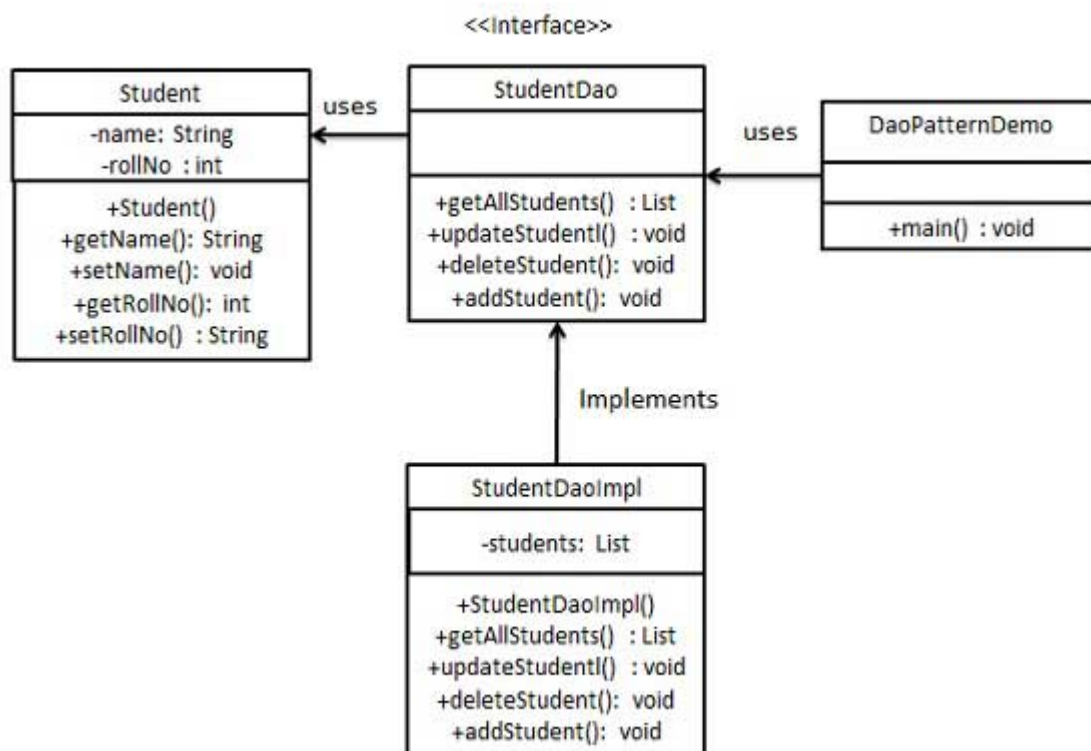 <<Interface>>
Student
-name: String
-rollNo : int
+Student()
+getName(): String
+setName(): void
+getRollNo(): int
+setRollNo() : String
uses
StudentDao
+getAllStudents() : List
+updateStudentl() : void
+deleteStudent(): void
+addStudent(): void
uses
DaoPatternDemo
+main() : void
Implements
StudentDaoImpl
-students: List
+StudentDaoImpl()
+getAllStudents() : List
+updateStudentl() : void
+deleteStudent(): void
+addStudent(): void